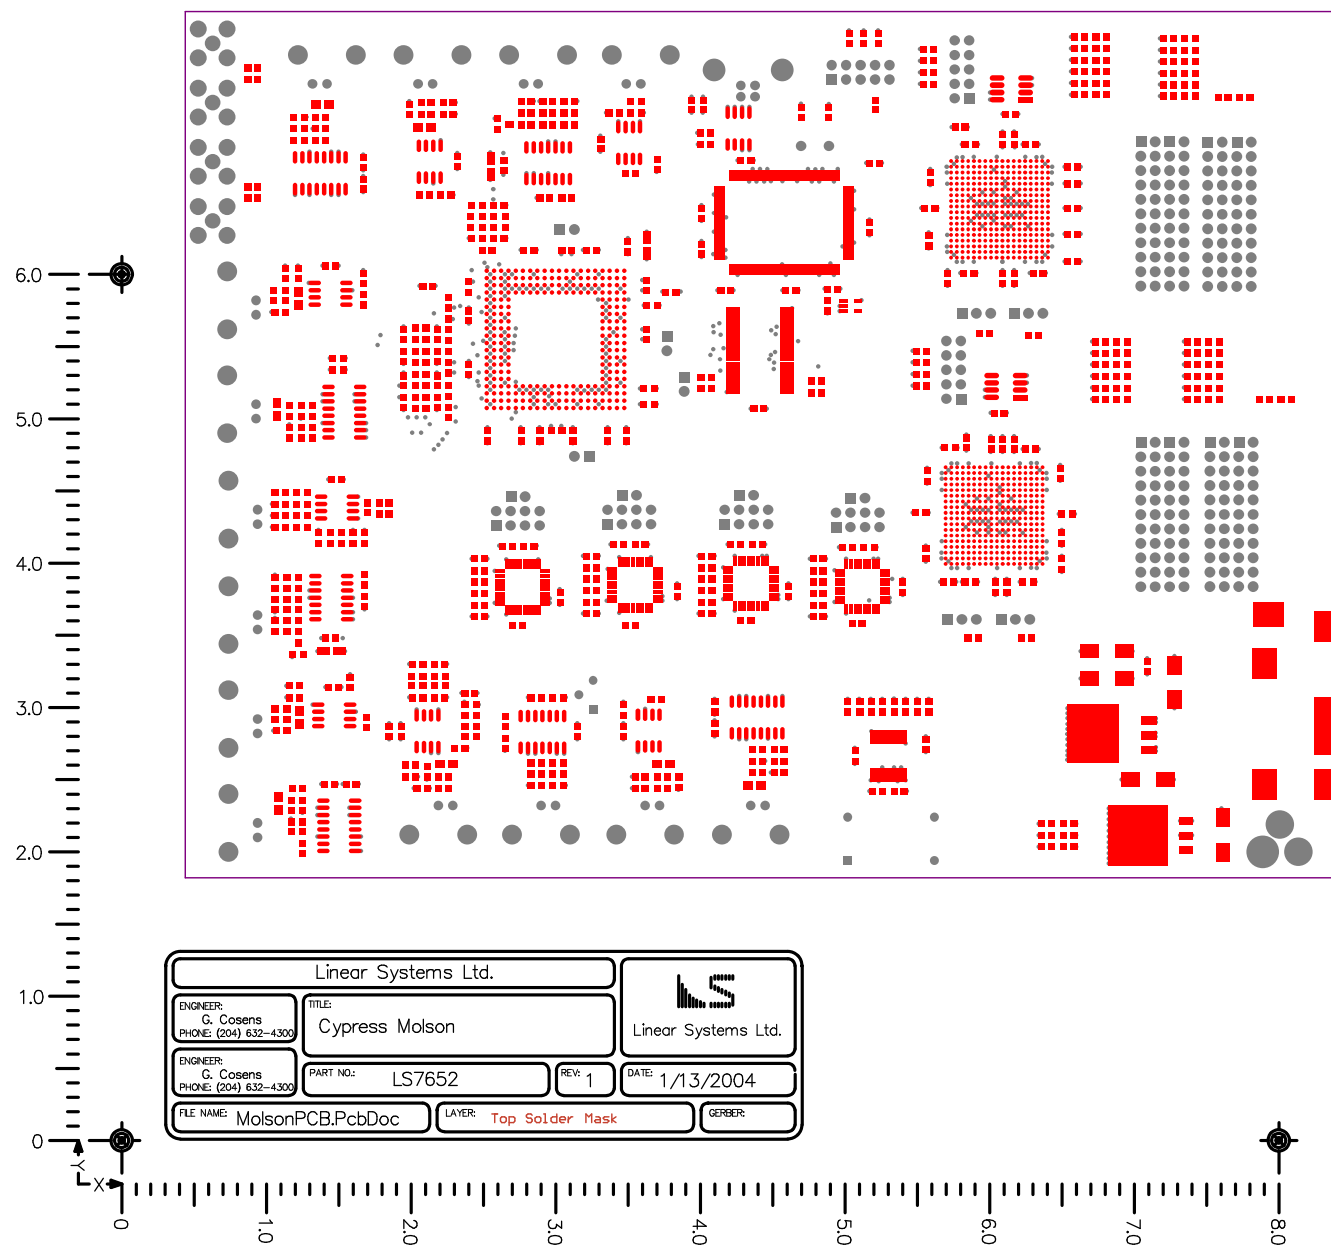 6.0
5.0
4.0
3.0
2.0
1.0
0
Y
X
0 1.0 2.0 3.0 4.0 5.0 6.0 7.0 8.0
Linear Systems Ltd.
ENGINEER:
G. Cosens
PHONE: (204) 632-4300
TITLE:
Cypress Molson
LS
Linear Systems Ltd.
ENGINEER:
G. Cosens
PHONE: (204) 632-4300
PART NO.: LS7652
REV: 1
DATE: 1/13/2004
FILE NAME: MolsonPCB.PcbDoc
LAYER: Top Solder Mask
GERBER: